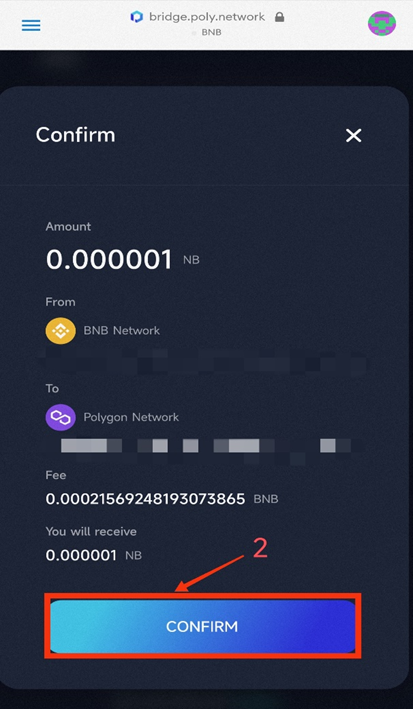 bridge.poly.network
BNB
Confirm
Amount
0.000001 NB
From
BNB Network
To
Polygon Network
Fee
0.00021569248193073865 BNB
You will receive
0.000001 NB
2
CONFIRM